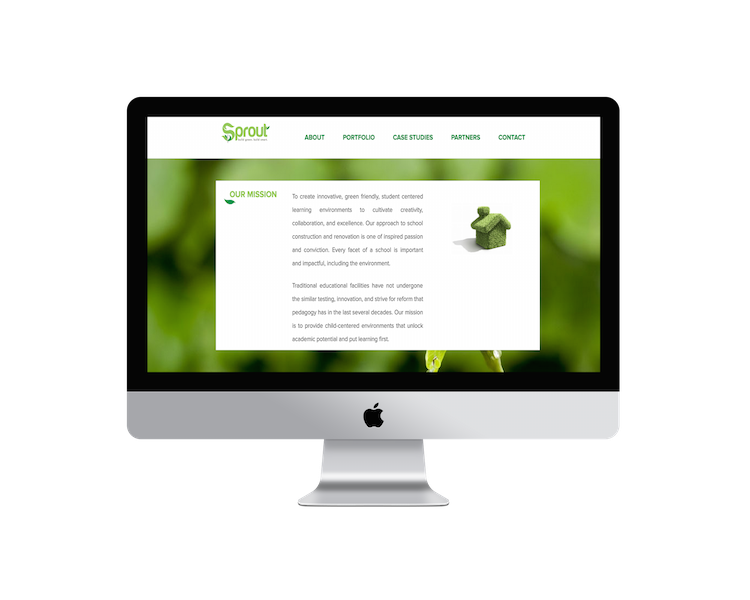 Sprout
ABOUT PORTFOLIO CASE STUDIES PARTNERS CONTACT
OUR MISSION
To create innovative, green friendly, student centered
learning environments to cultivate creativity,
collaboration, and excellence. Our approach to school
construction and renovation is one of inspired passion
and conviction. Every facet of a school is important
and impactful, including the environment.
Traditional educational facilities have not undergone
the similar testing, innovation, and strive for reform that
pedagogy has in the last several decades. Our mission
is to provide child-centered environments that unlock
academic potential and put learning first.